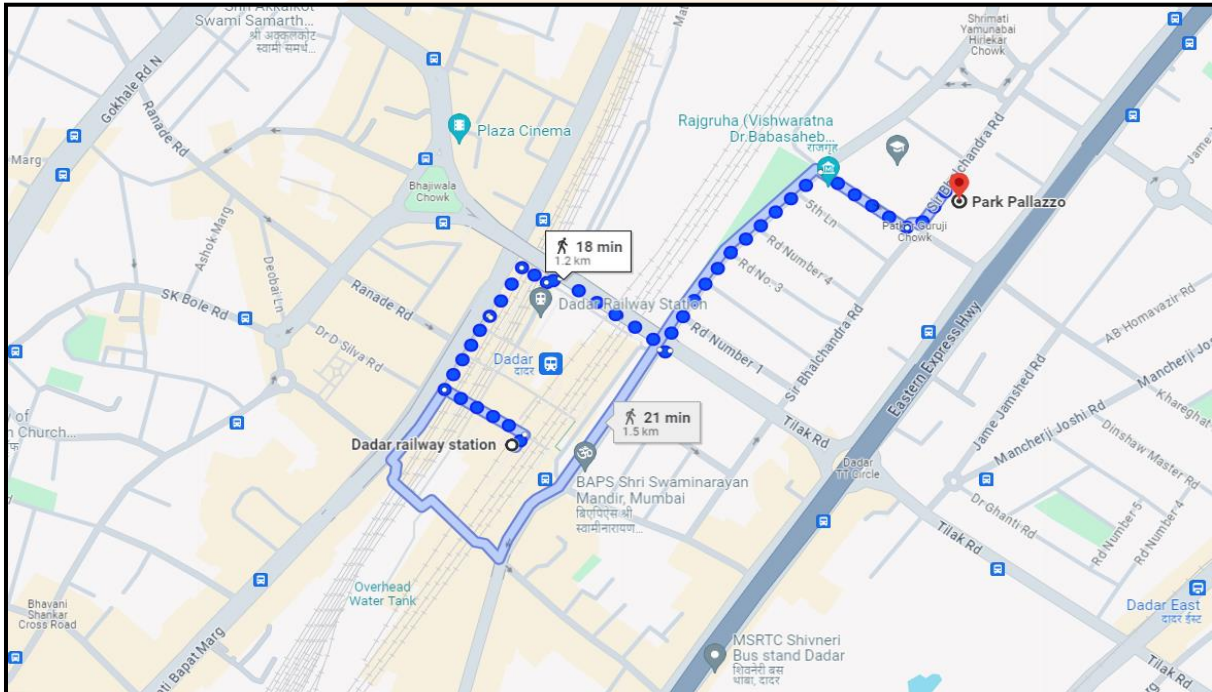 Shri Akkalkot
Swami Samarth...
श्री अक्कलकोट
स्वामी समर्थ...
Gokhale Rd N
Ranade Rd
Marg
Plaza Cinema
Bhajiwala
Chowk
Mat
Rajgruha (Vishwaratna
Dr.Babasaheb...
राजगृह
Shrimati
Yamunabai
Hirlekar
Chowk
Sir Bhalchandra Rd
Park Pallazzo
Jame
5th Ln
Chowk
Rd Number 4
Rd No. 3
Ashok Marg
Deobai Ln
SK Bole Rd
Ranade Rd
Dr D'Silva Rd
18 min
1.2 km
Dadar Railway Station
Dadar
दादर
Rd Number 1
Sir Bhalchandra Rd
Eastern Express Hwy
AB Homavazir Rd
Mancherji Jos
Jame Jamshed Rd
Mancherji Joshi Rd
Kharegha
Dinshaw Master Rd
21 min
1.5 km
of
n Church...
Dadar railway station
Tilak Rd
Dadar
TT Circle
Dr Ghanti Rd
Rd Number 5
Rd Number 4
BAPS Shri Swaminarayan
Mandir, Mumbai
बिएपिएस श्री
स्वामीनारायण...
Tilak Rd
Overhead
Water Tank
Bhavani
Shankar
Cross Road
ati Bapat Marg
Dadar East
दादर ईस्ट
MSRTC Shivneri
Bus stand Dadar
शिवनेरी बस
थांबा, दादर
Tilak Rd